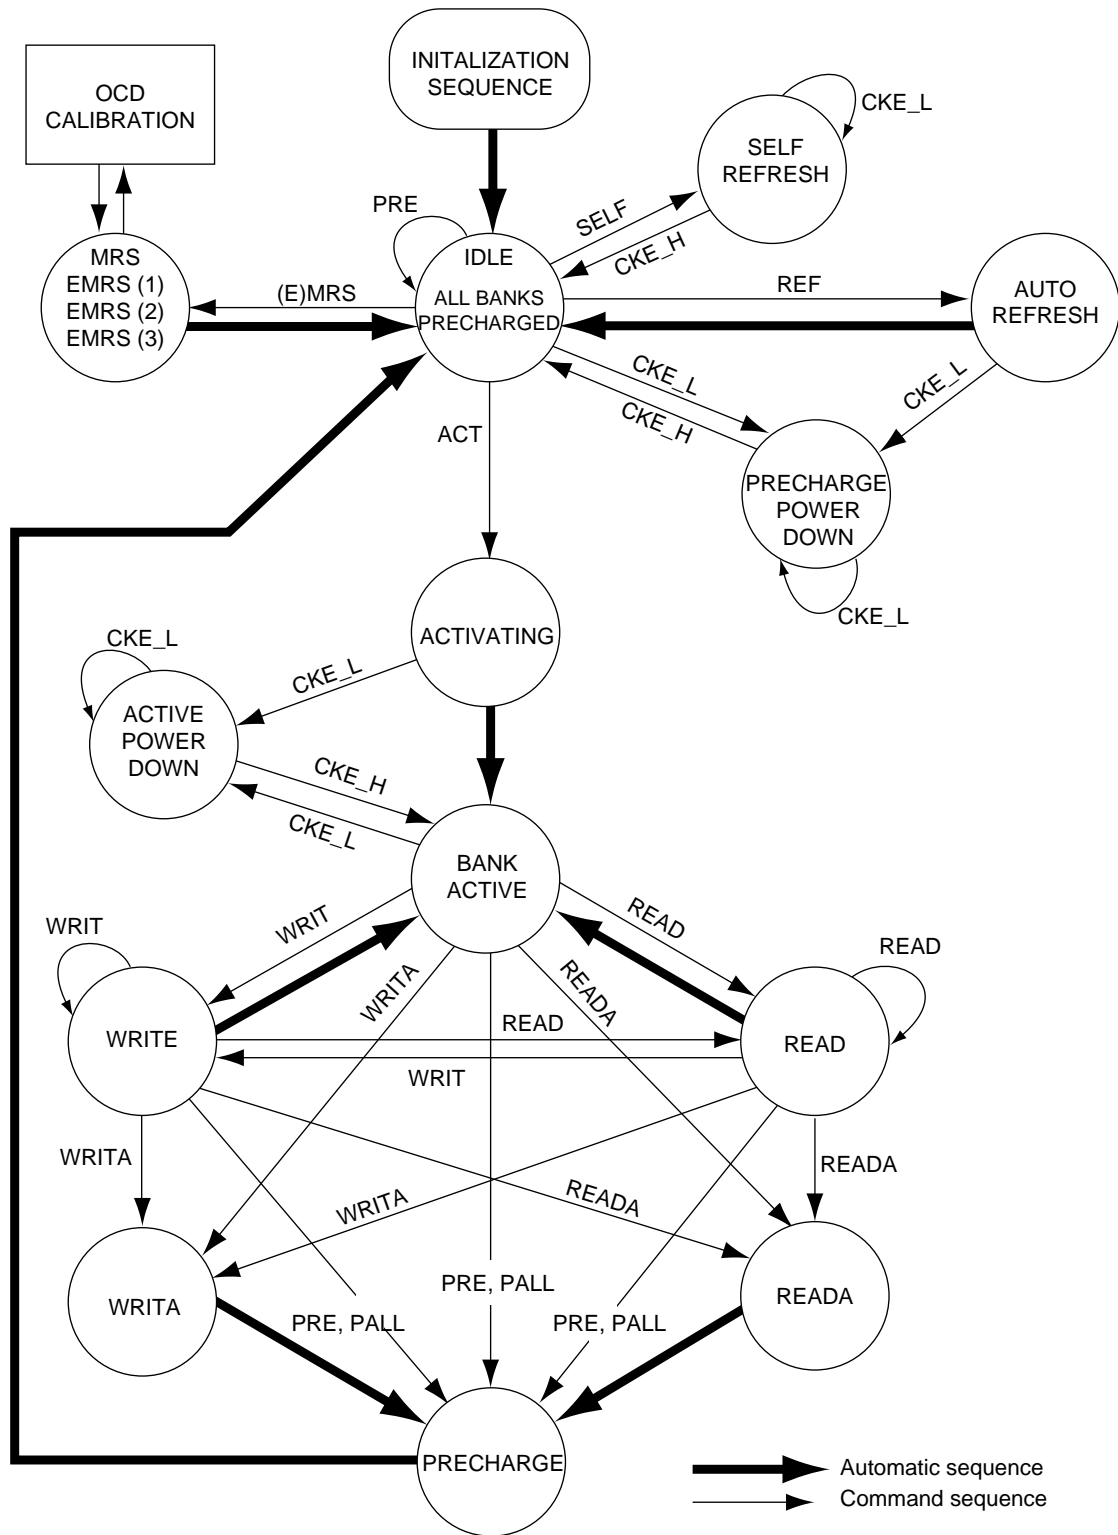 INITALIZATION
SEQUENCE
OCD
CALIBRATION
CKE_L
SELF
REFRESH
PRE
SELF
CKE_H
IDLE
ALL BANKS
PRECHARGED
MRS
EMRS (1)
EMRS (2)
EMRS (3)
(E)MRS
REF
AUTO
REFRESH
CKE_L
CKE_H
CKE_L
ACT
PRECHARGE
POWER
DOWN
CKE_L
ACTIVATING
CKE_L
CKE_L
ACTIVE
POWER
DOWN
CKE_H
CKE_L
BANK
ACTIVE
WRIT
WRIT
READ
READ
WRITA
READA
WRITE
READ
READ
WRIT
WRITA
READA
WRITA
READA
WRITA
READA
PRE, PALL
PRE, PALL
PRE, PALL
PRECHARGE
Automatic sequence
Command sequence